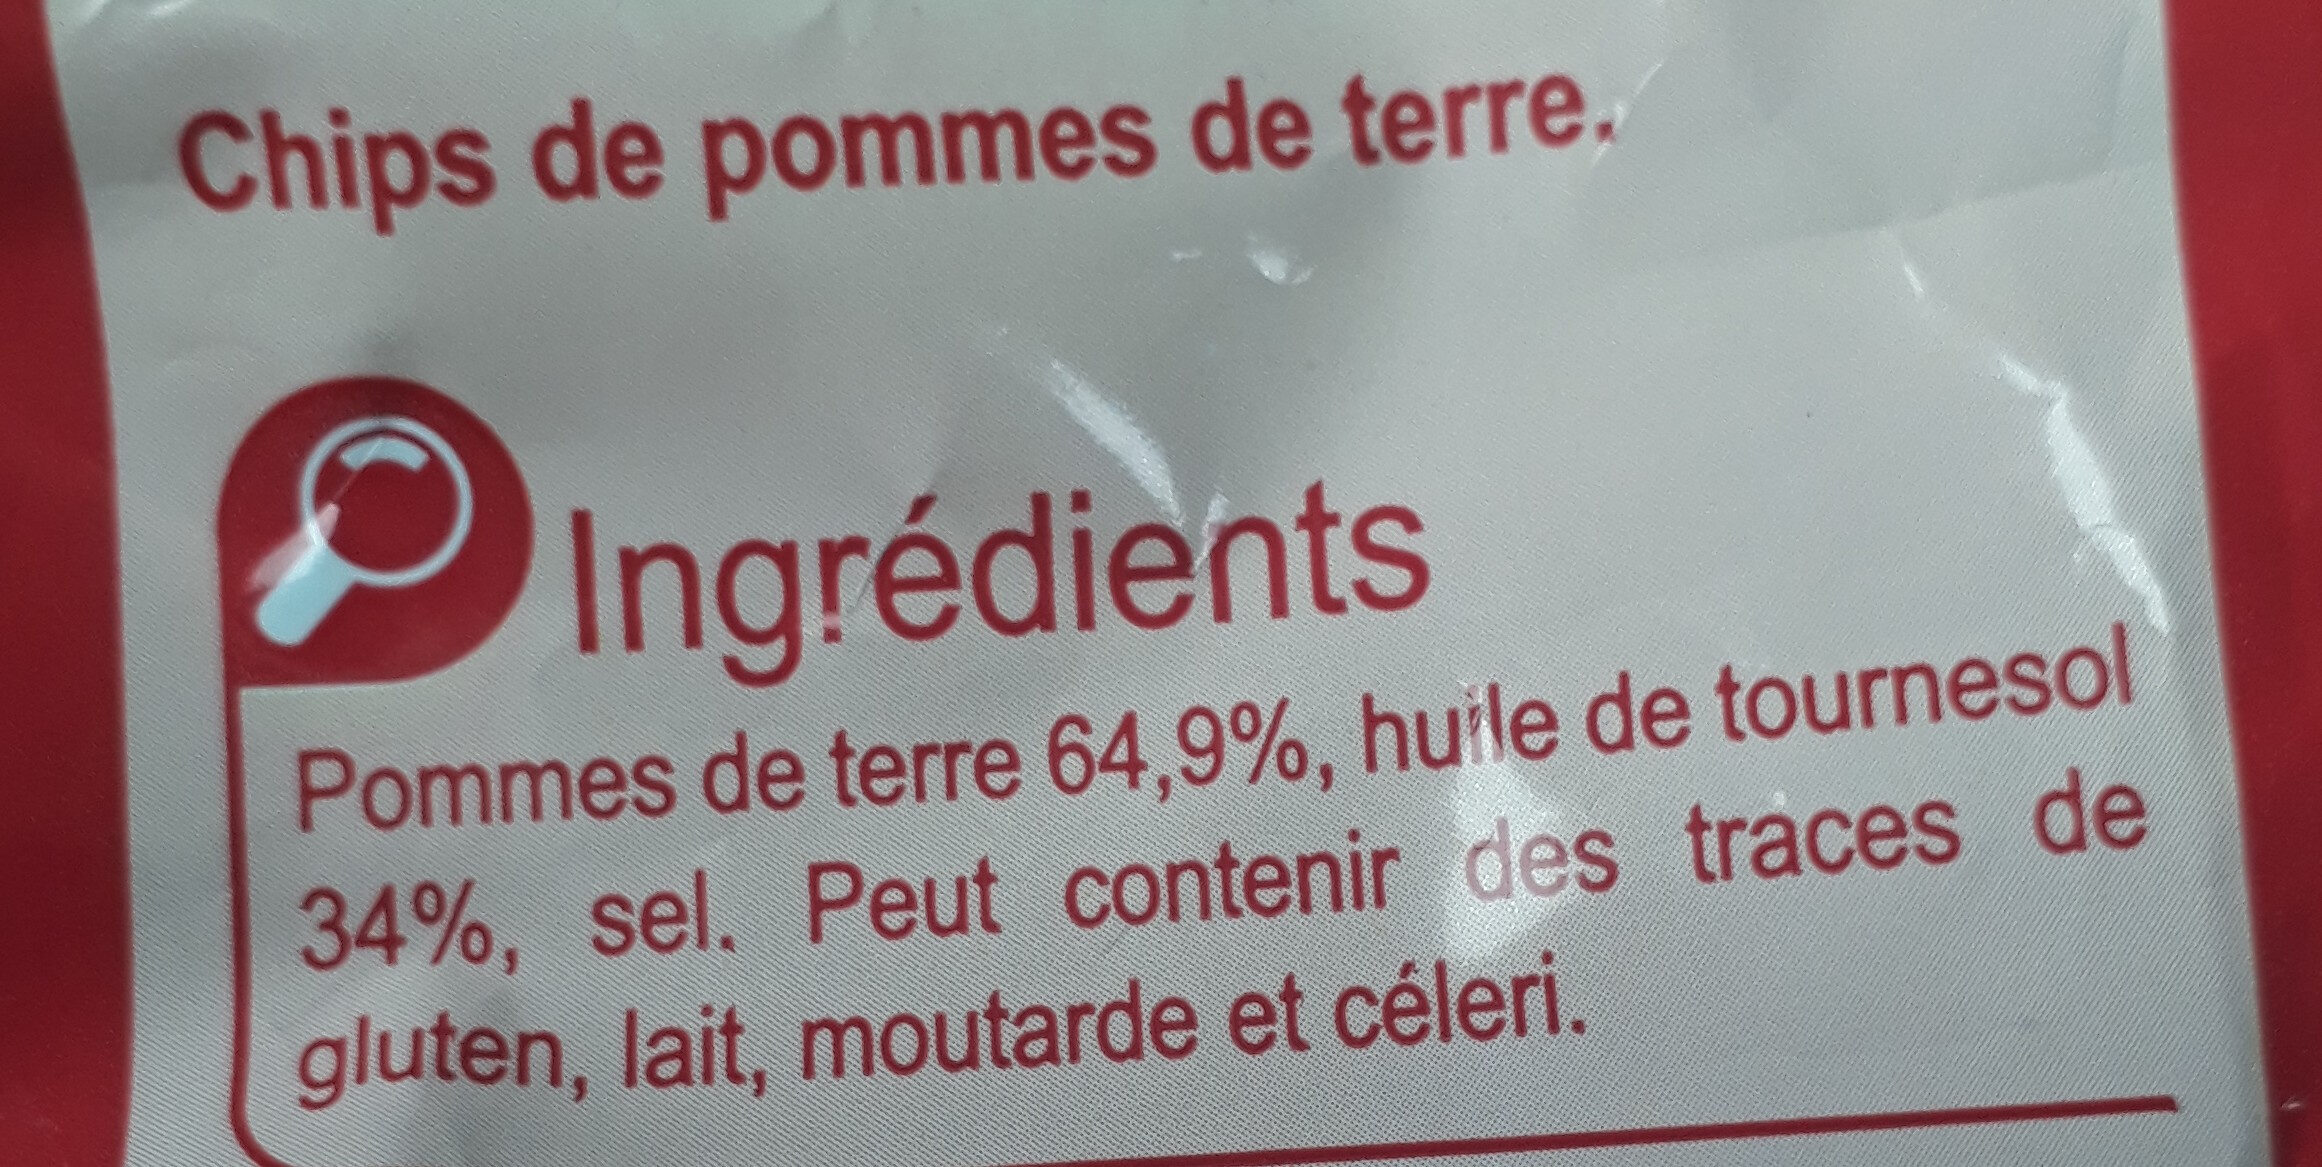 Chips de pommes de terre.
Ingrédients
Pommes de terre 64,9%, huile de tournesol
34%, sel. Peut contenir des traces de
gluten, lait, moutarde et céleri.